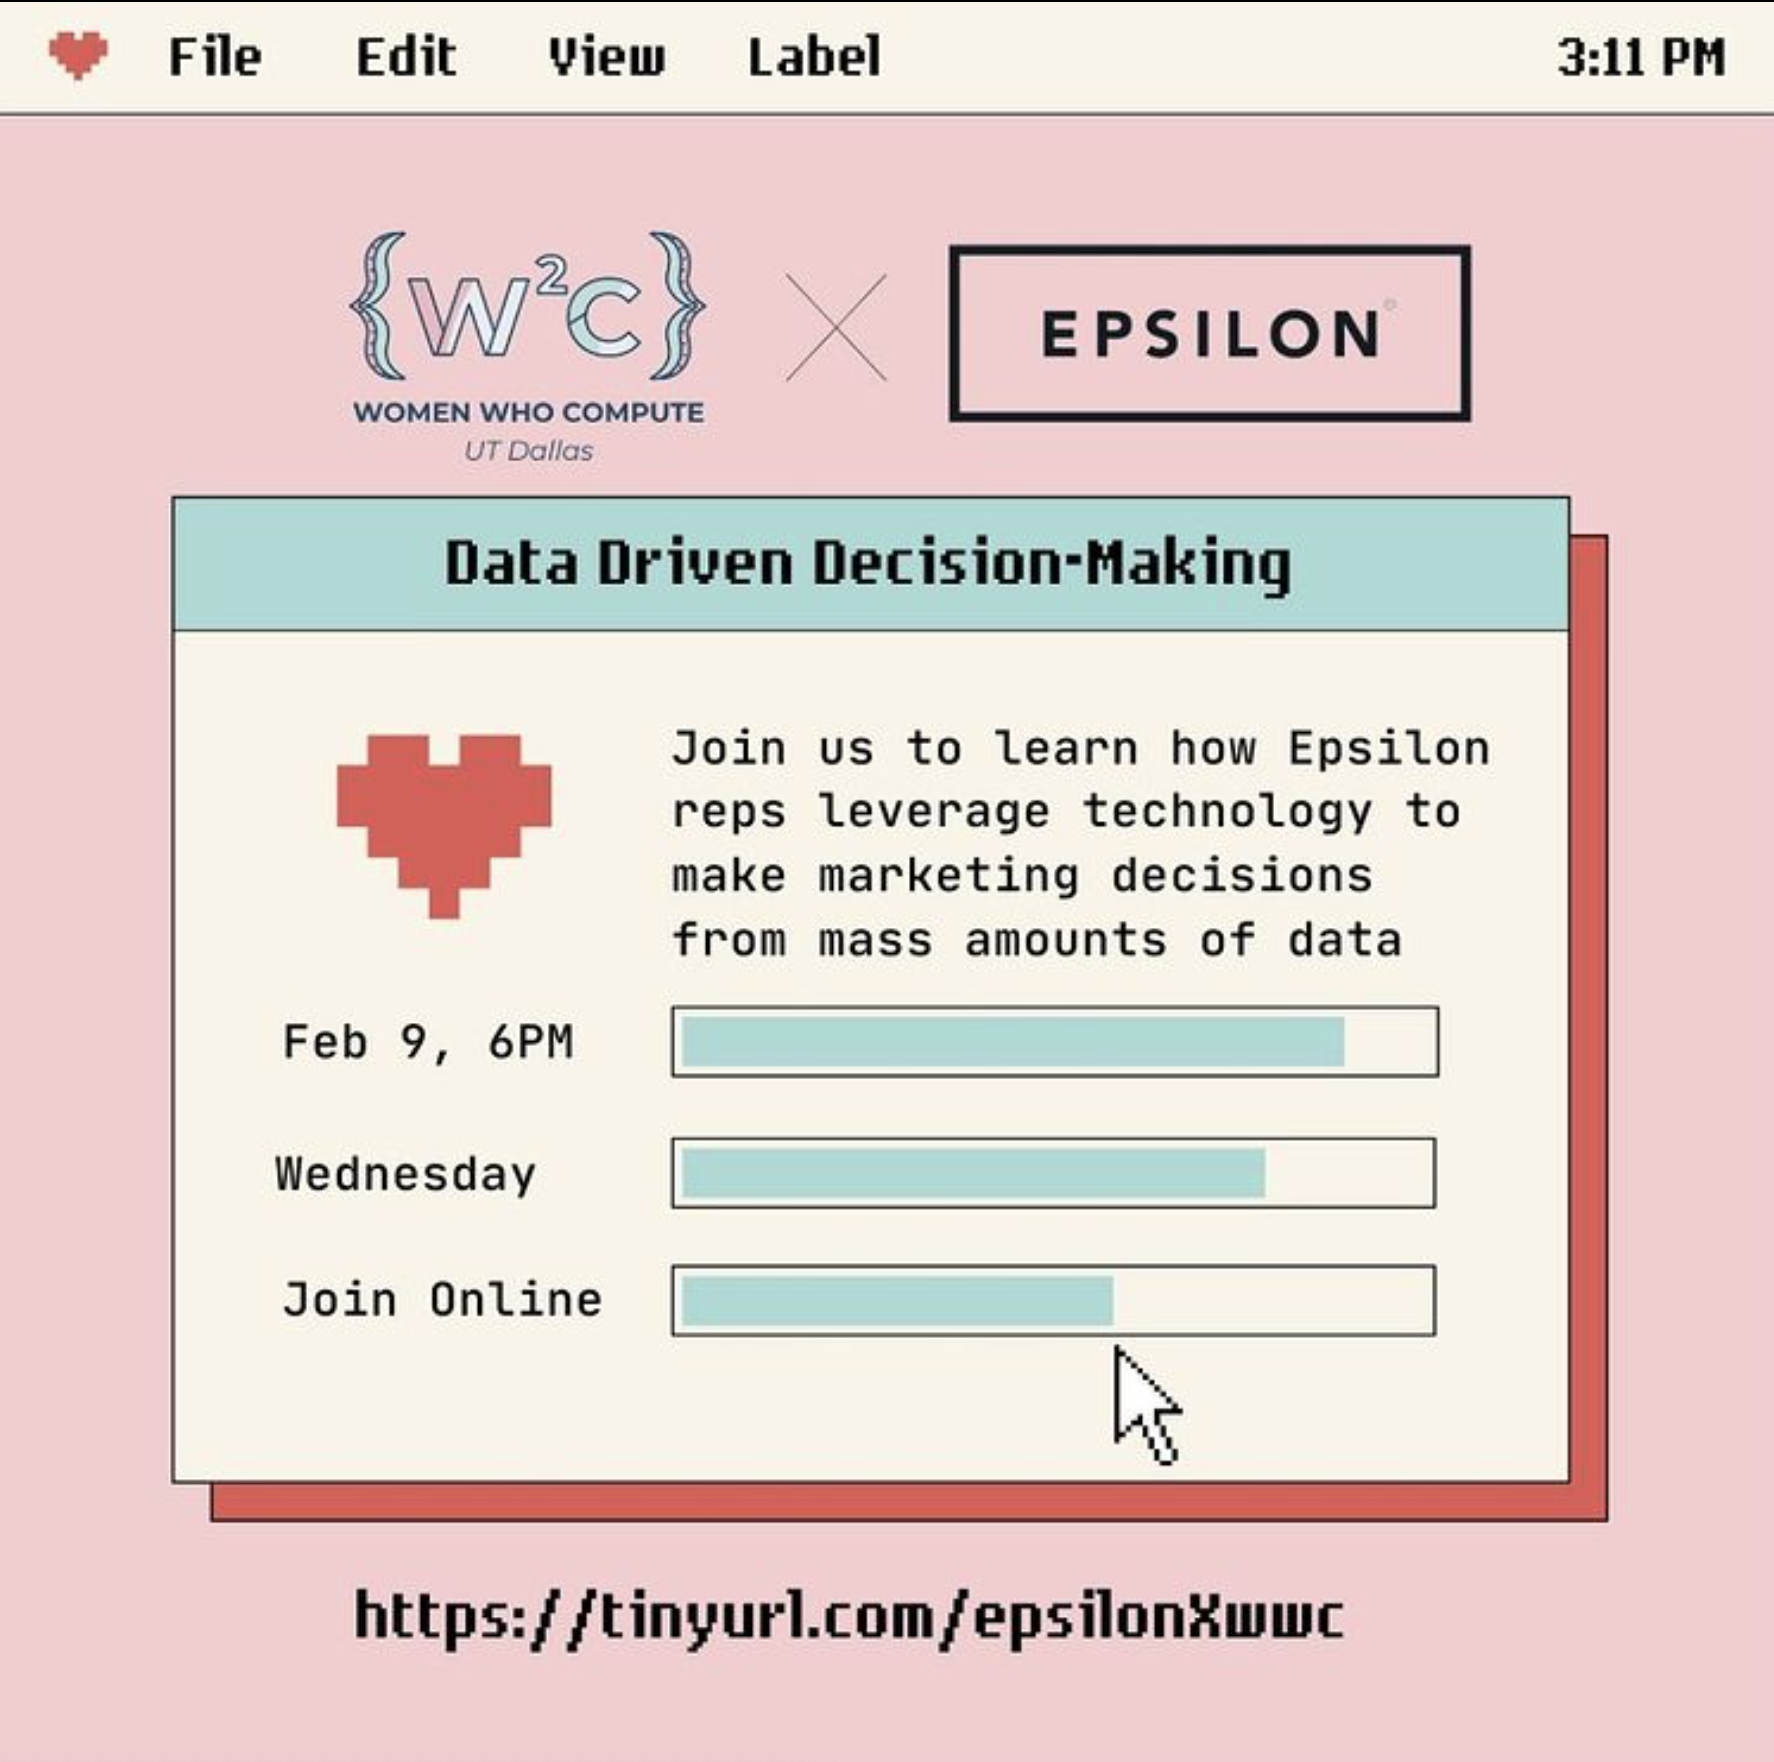 File Edit View Label 3:11 PM
{W²C}
WOMEN WHO COMPUTE
UT Dallas
EPSILON
Data Driven Decision-Making
Join us to learn how Epsilon
reps leverage technology to
make marketing decisions
from mass amounts of data
Feb 9, 6PM
Wednesday
Join Online
https://tinyurl.com/epsilonXwwc